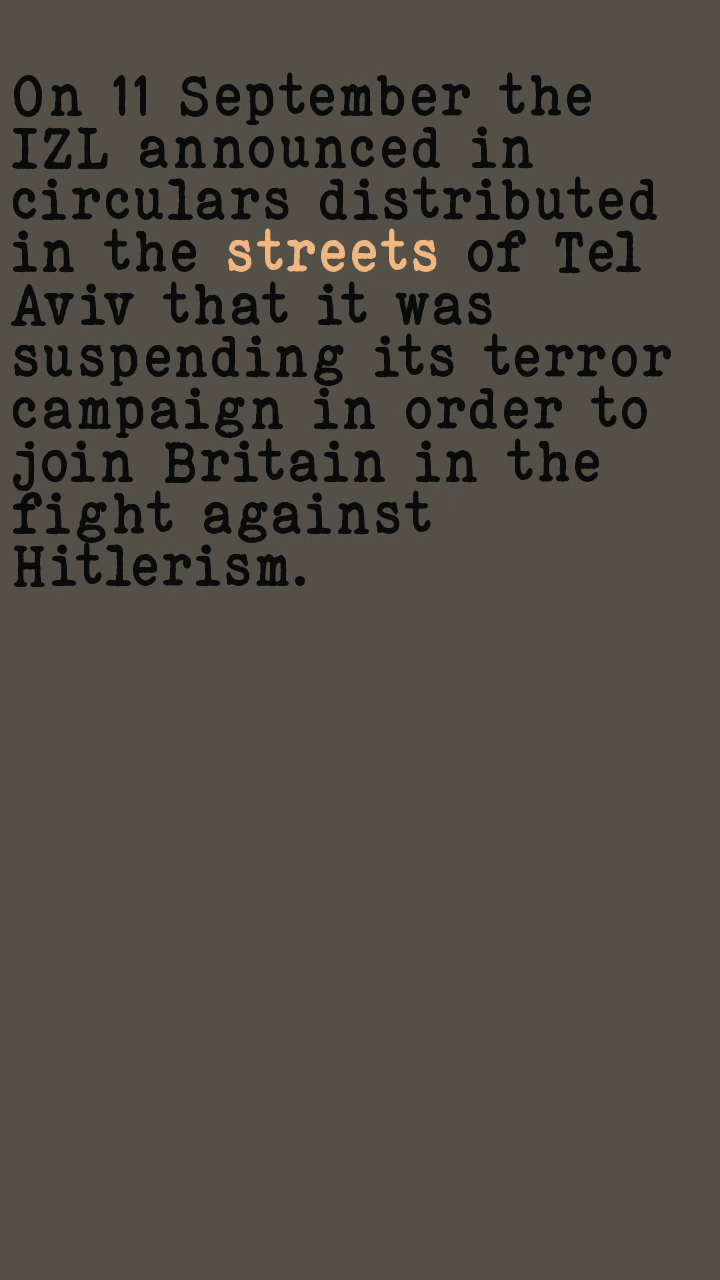 On 11 September the
IZL announced in
circulars distributed
in the streets of Tel
Aviv that it was
suspending its terror
campaign in order to
join Britain in the
fight against
Hitlerism.